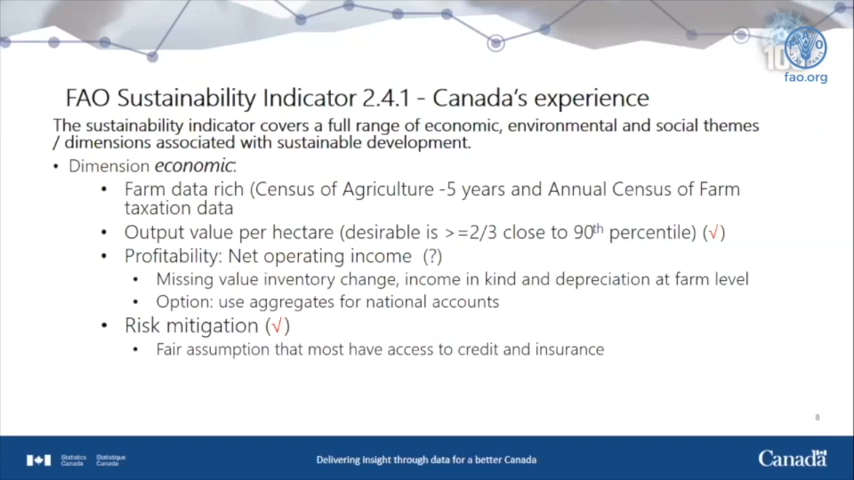 fao.org
FAO Sustainability Indicator 2.4.1 - Canada's experience
The sustainability indicator covers a full range of economic, environmental and social themes
/ dimensions associated with sustainable development.
• Dimension economic:
• Farm data rich (Census of Agriculture -5 years and Annual Census of Farm
taxation data
• Output value per hectare (desirable is >=2/3 close to 90th percentile) (√)
• Profitability: Net operating income (?)
• Missing value inventory change, income in kind and depreciation at farm level
• Option: use aggregates for national accounts
• Risk mitigation (√)
• Fair assumption that most have access to credit and insurance
8
Statistics Statistique
Canada Canada
Delivering insight through data for a better Canada
Canada